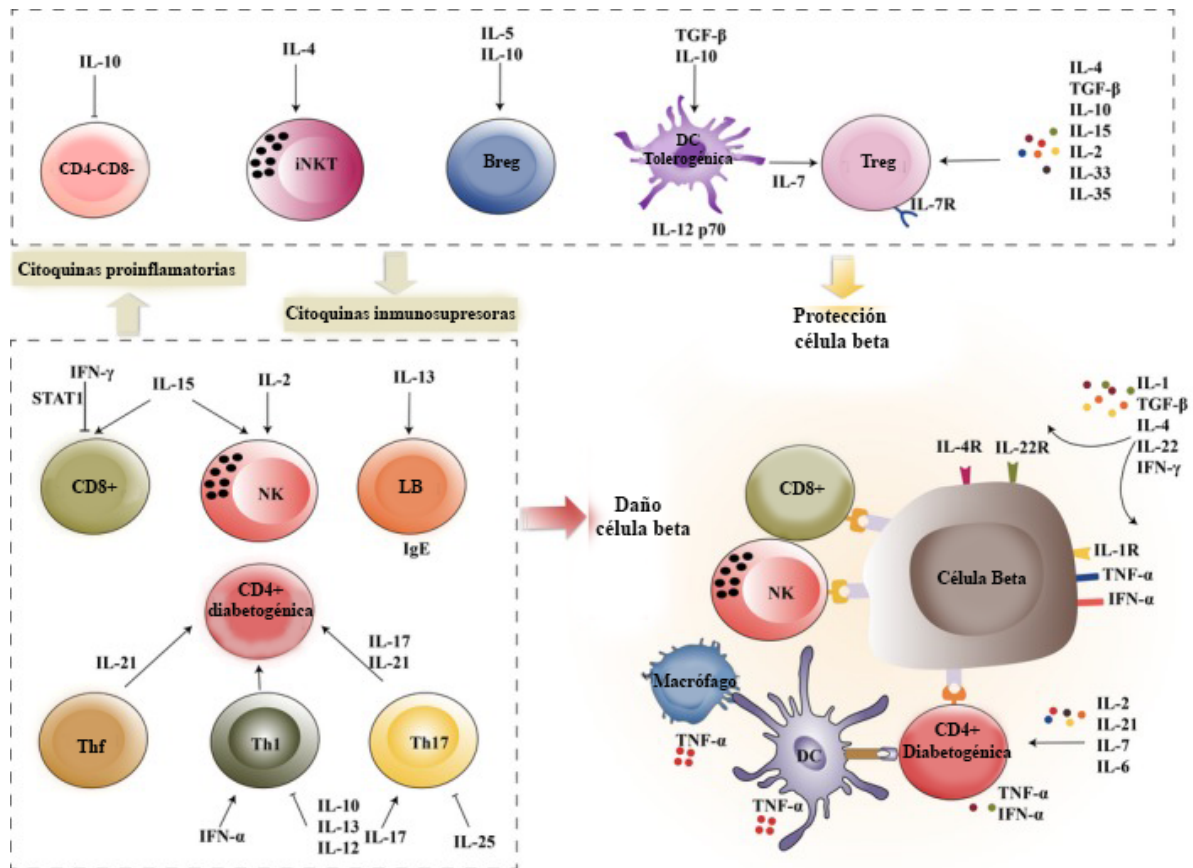 IL-10
CD4-CD8-
IL-4
iNKT
IL-5
IL-10
Breg
TGF-β
IL-10
DC
Tolerogénica
IL-12 p70
IL-7
Treg
IL-7R
IL-4
TGF-β
IL-10
IL-15
IL-2
IL-33
IL-35
Citoquinas proinflamatorias
Citoquinas inmunosupresoras
Protección
célula beta
IFN-γ
STAT1
IL-15
IL-2
IL-13
CD8+
NK
LB
IgE
CD4+
diabetogénica
IL-21
IL-17
IL-21
Thf
Th1
Th17
IFN-α
IL-10
IL-13
IL-12
IL-17
IL-25
Daño
célula beta
IL-1
TGF-β
IL-4
IL-22
IFN-γ
IL-4R
IL-22R
CD8+
NK
Célula Beta
IL-1R
TNF-α
IFN-α
Macrófago
TNF-α
DC
TNF-α
CD4+
Diabetogénica
IL-2
IL-21
IL-7
IL-6
TNF-α
IFN-α